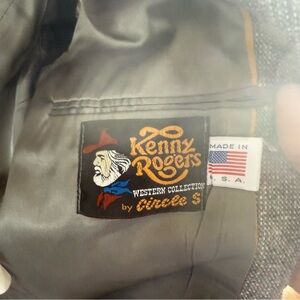 Kenny
Rogers
WESTERN COLLECTION
by Circle S
MADE IN
U. S. A.